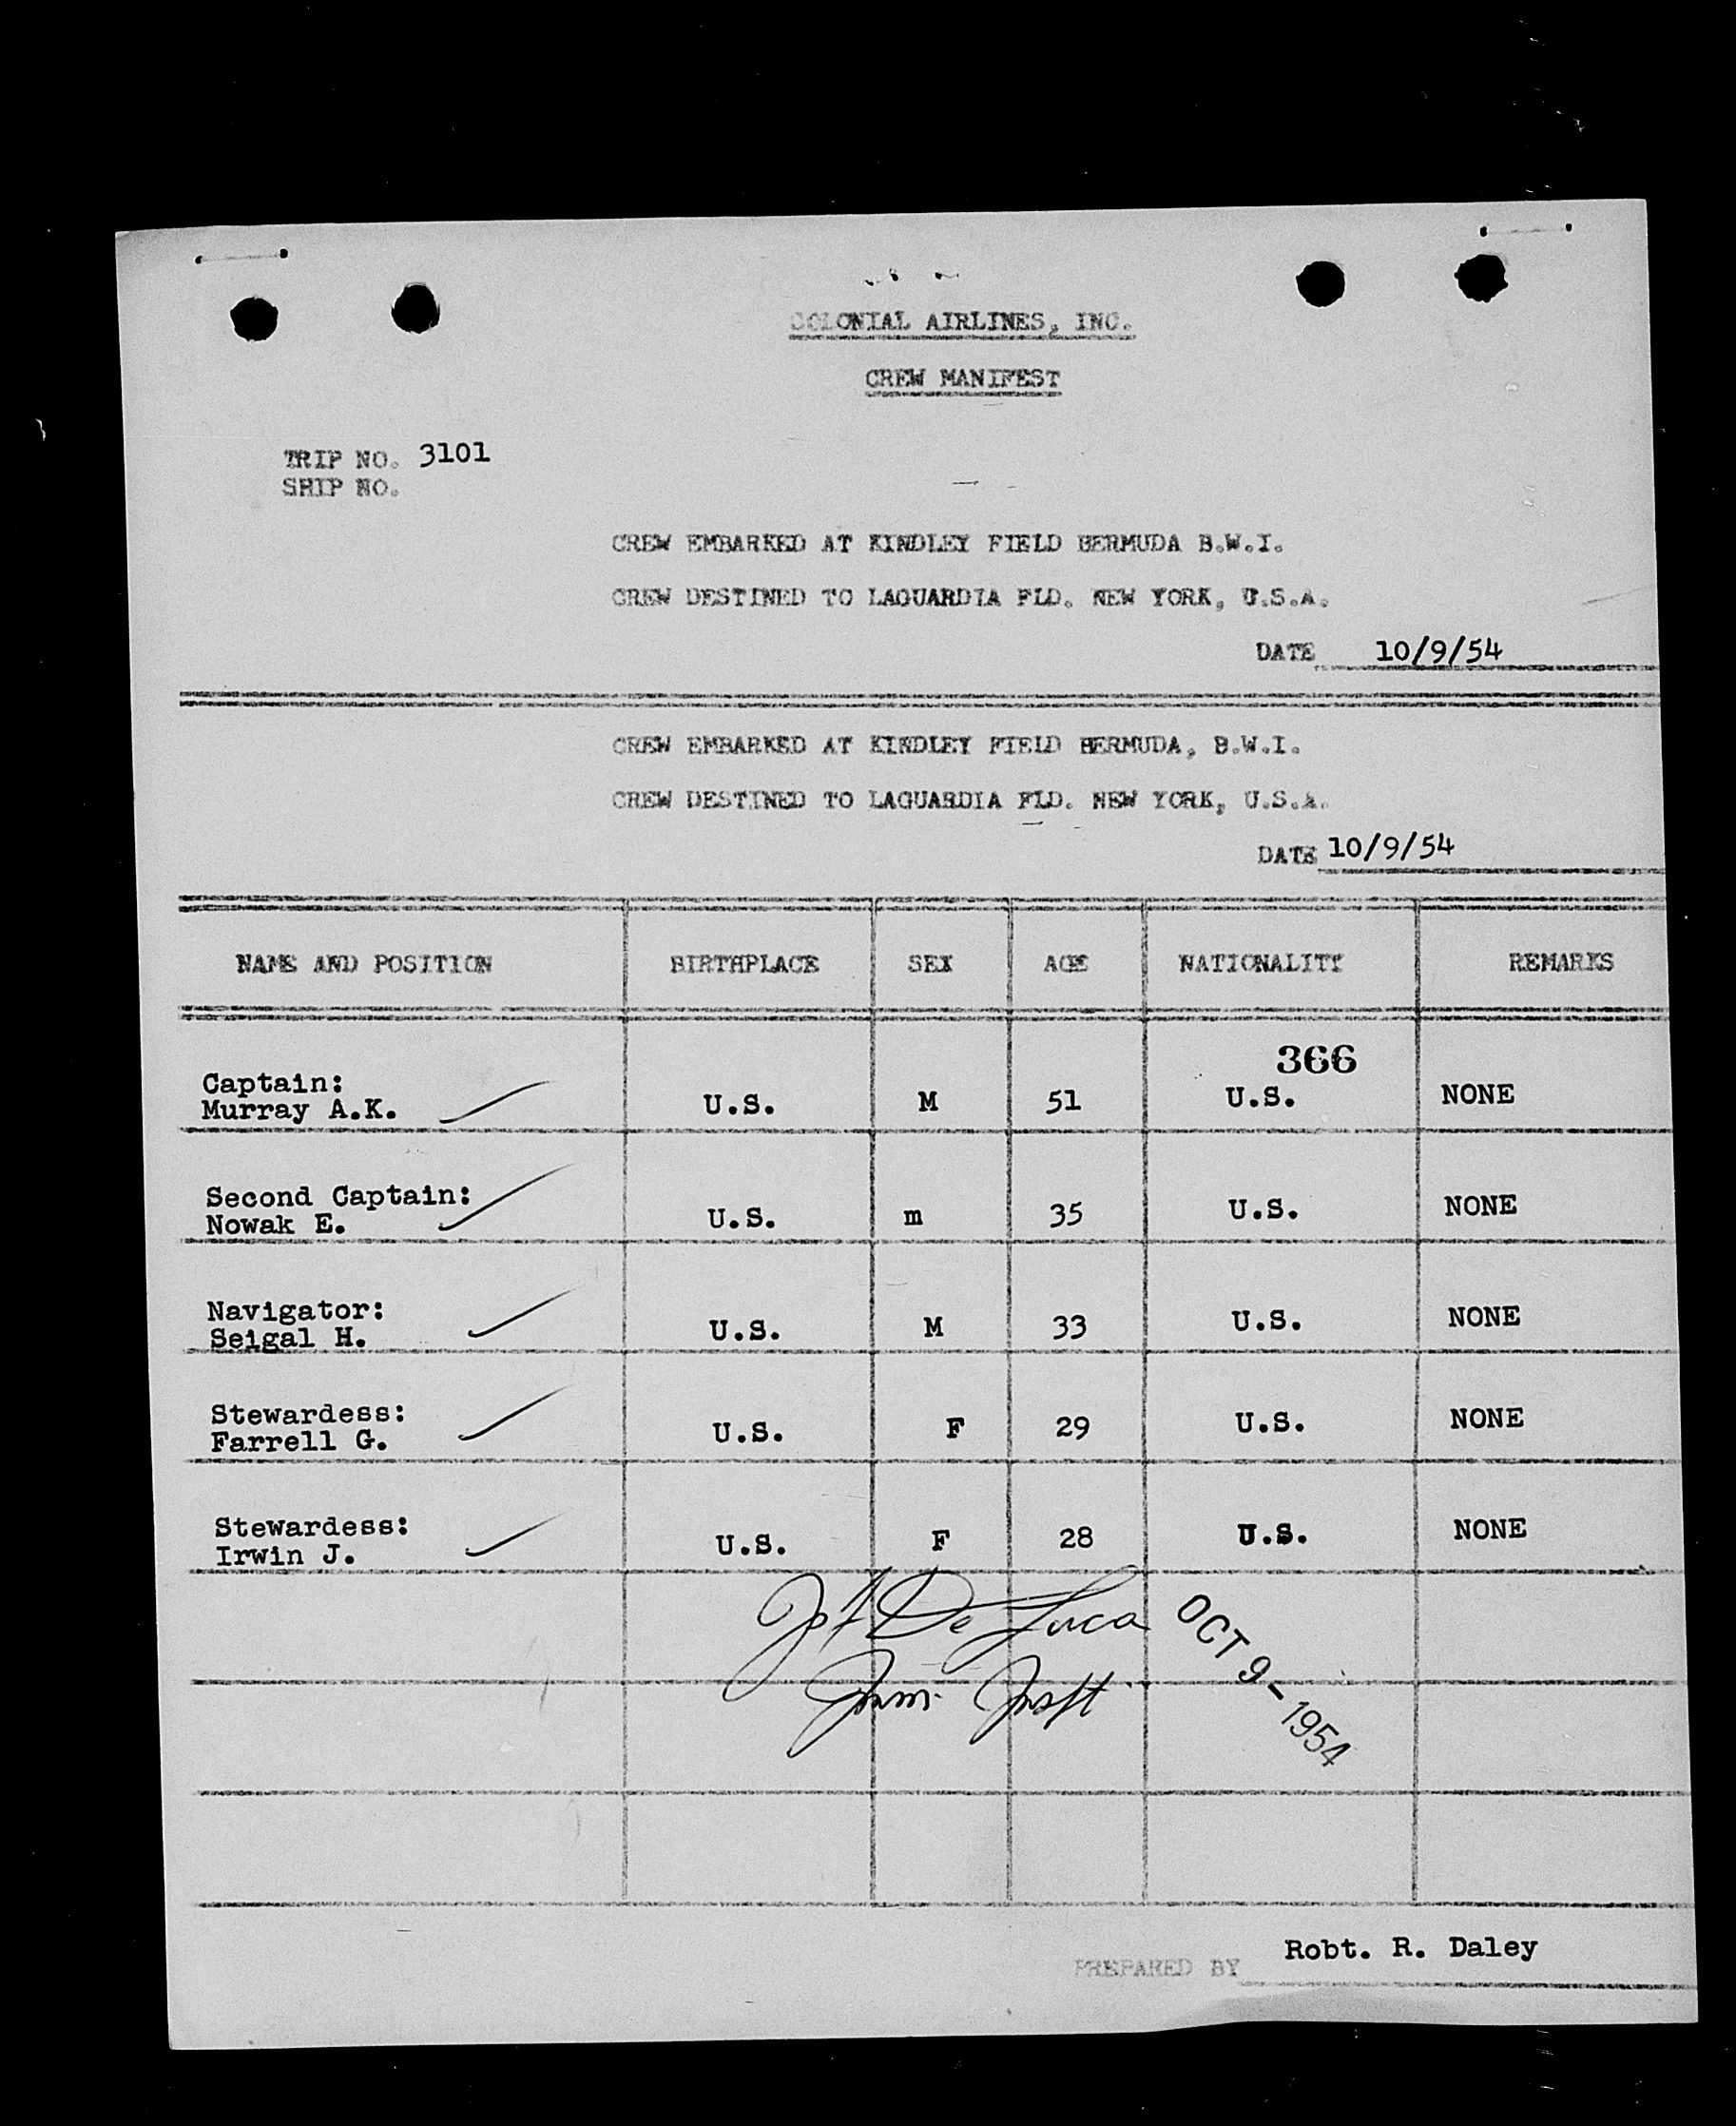 COLONIAL AIRLINES, INC.
CREW MANIFEST
TRIP NO. 3101
SHIP NO.
CREW EMBARKED AT KINDLEY FIELD BERMUDA B.W.I.
CREW DESTINED TO LAGUARDIA FLD. NEW YORK, U.S.A.
DATE 10/9/54
CREW EMBARKED AT KINDLEY FIELD BERMUDA, B.W.I.
CREW DESTINED TO LAGUARDIA FLD. NEW YORK, U.S.A.
DATE 10/9/54
NAME AND POSITION BIRTHPLACE SEX AGE NATIONALITY REMARKS
366
Captain:
Murray A.K. U.S. M 51 U.S. NONE
Second Captain:
Nowak E. U.S. m 35 U.S. NONE
Navigator:
Seigal H. U.S. M 33 U.S. NONE
Stewardess:
Farrell G. U.S. F 29 U.S. NONE
Stewardess:
Irwin J. U.S. F 28 U.S. NONE
De Luca
OCT 9 - 1954
Imm. Inspt
PREPARED BY Robt. R. Daley